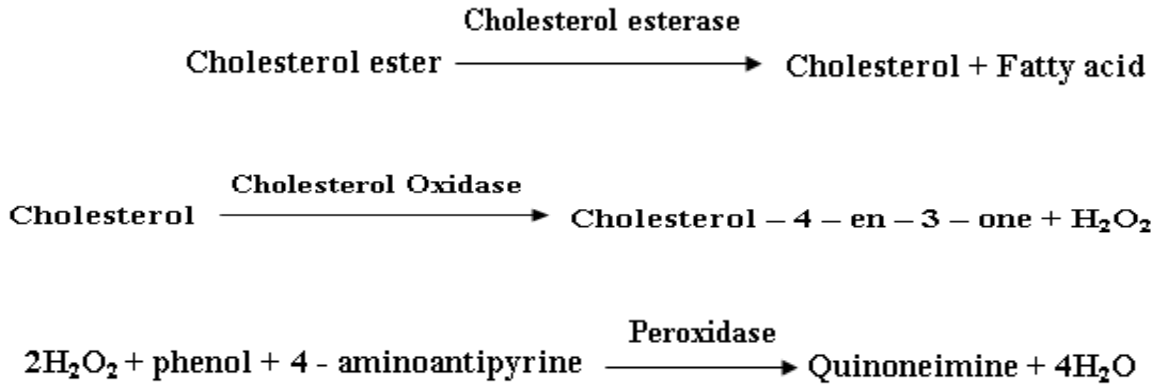 Cholesterol esterase
Cholesterol ester → Cholesterol + Fatty acid
Cholesterol Oxidase
Cholesterol → Cholesterol – 4 – en – 3 – one + H₂O₂
Peroxidase
2H₂O₂ + phenol + 4 - aminoantipyrine → Quinoneimine + 4H₂O